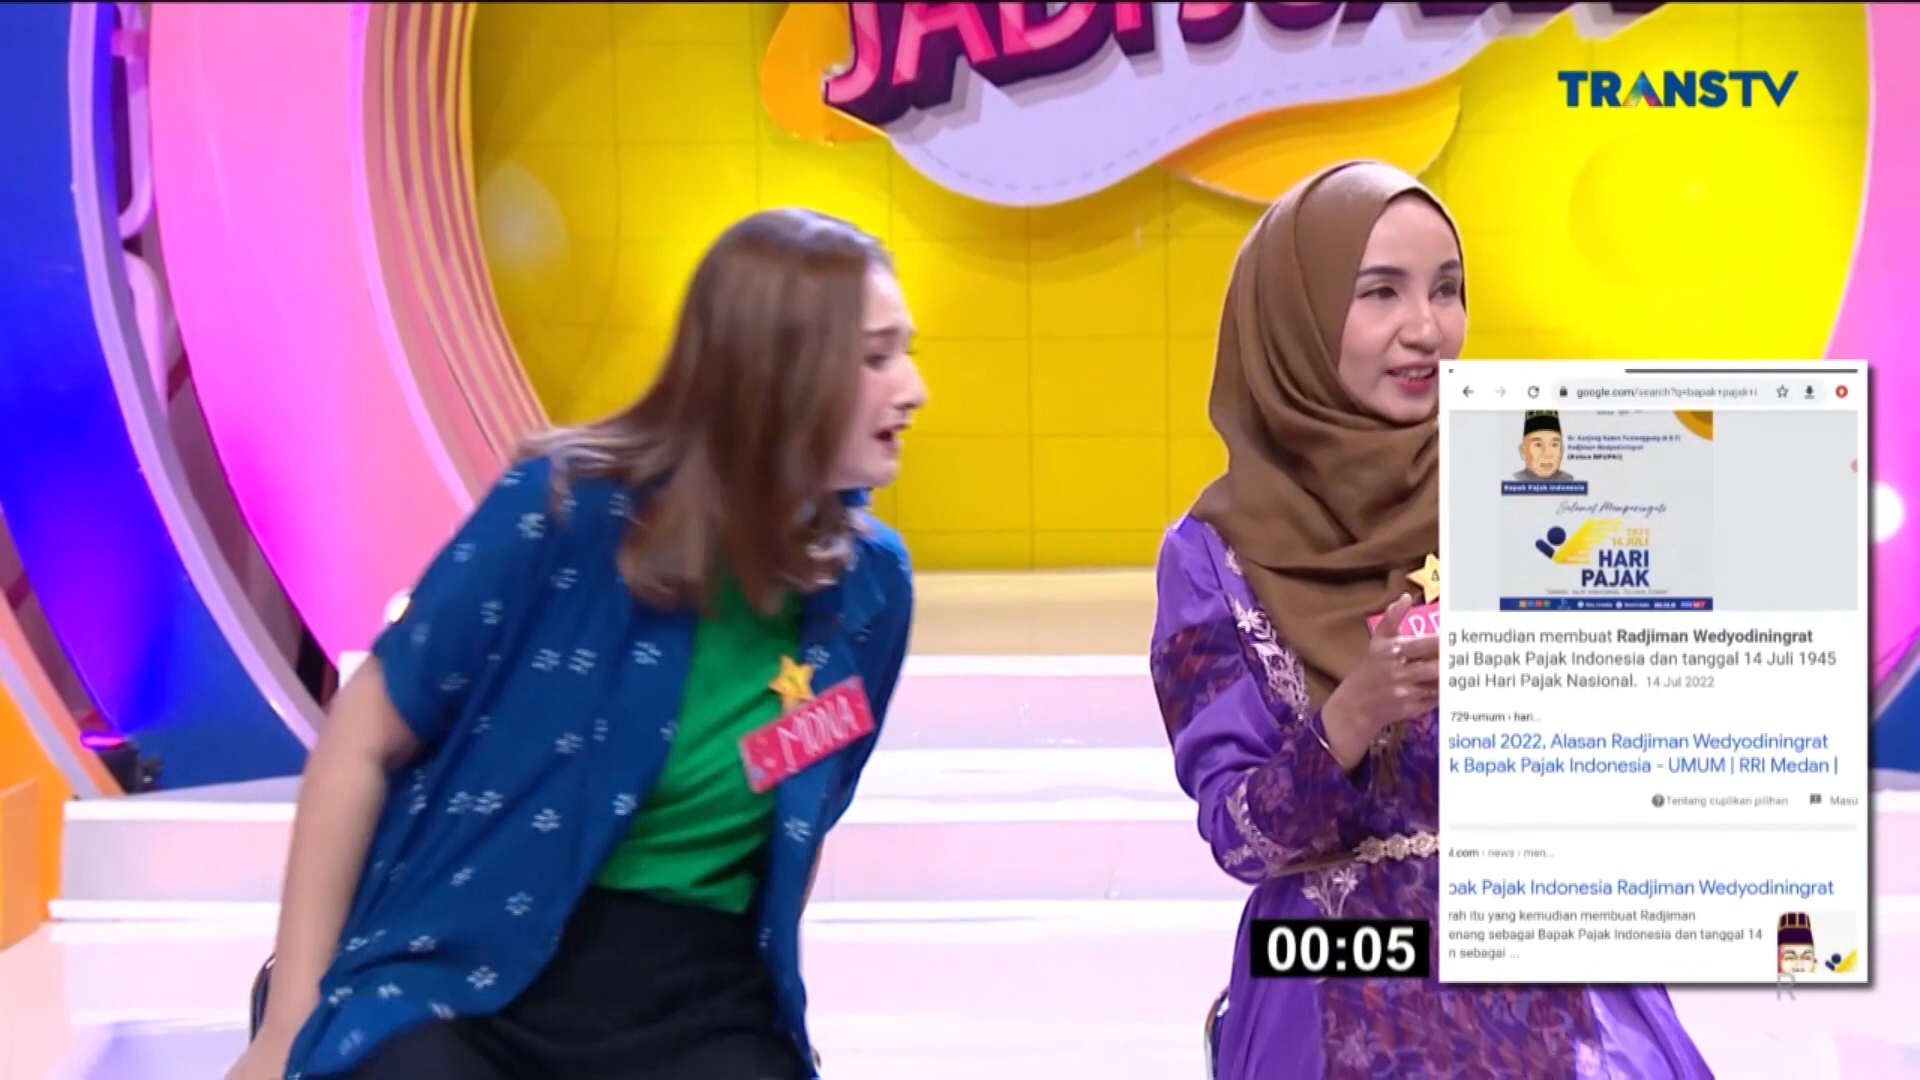 TRANSTV
MONA
00:05
google.com/search?q=bapak+pajak+i
Radjiman Wedyodiningrat
(Ketua BPUPKI)
Bapak Pajak Indonesia
Selamat Memperingati
14 JULI
HARI
PAJAK
g kemudian membuat Radjiman Wedyodiningrat
gai Bapak Pajak Indonesia dan tanggal 14 Juli 1945
agai Hari Pajak Nasional. 14 Jul 2022
729-umum › hari...
sional 2022, Alasan Radjiman Wedyodiningrat
k Bapak Pajak Indonesia - UMUM | RRI Medan |
Tentang cuplikan pilihan Masu
l.com › news › men...
pak Pajak Indonesia Radjiman Wedyodiningrat
rah itu yang kemudian membuat Radjiman
enang sebagai Bapak Pajak Indonesia dan tanggal 14
n sebagai ...
R